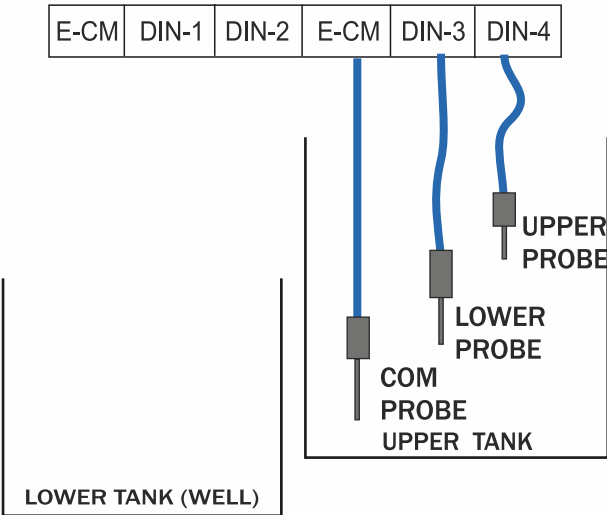 E-CM DIN-1 DIN-2 E-CM DIN-3 DIN-4
UPPER
PROBE
LOWER
PROBE
COM
PROBE
UPPER TANK
LOWER TANK (WELL)